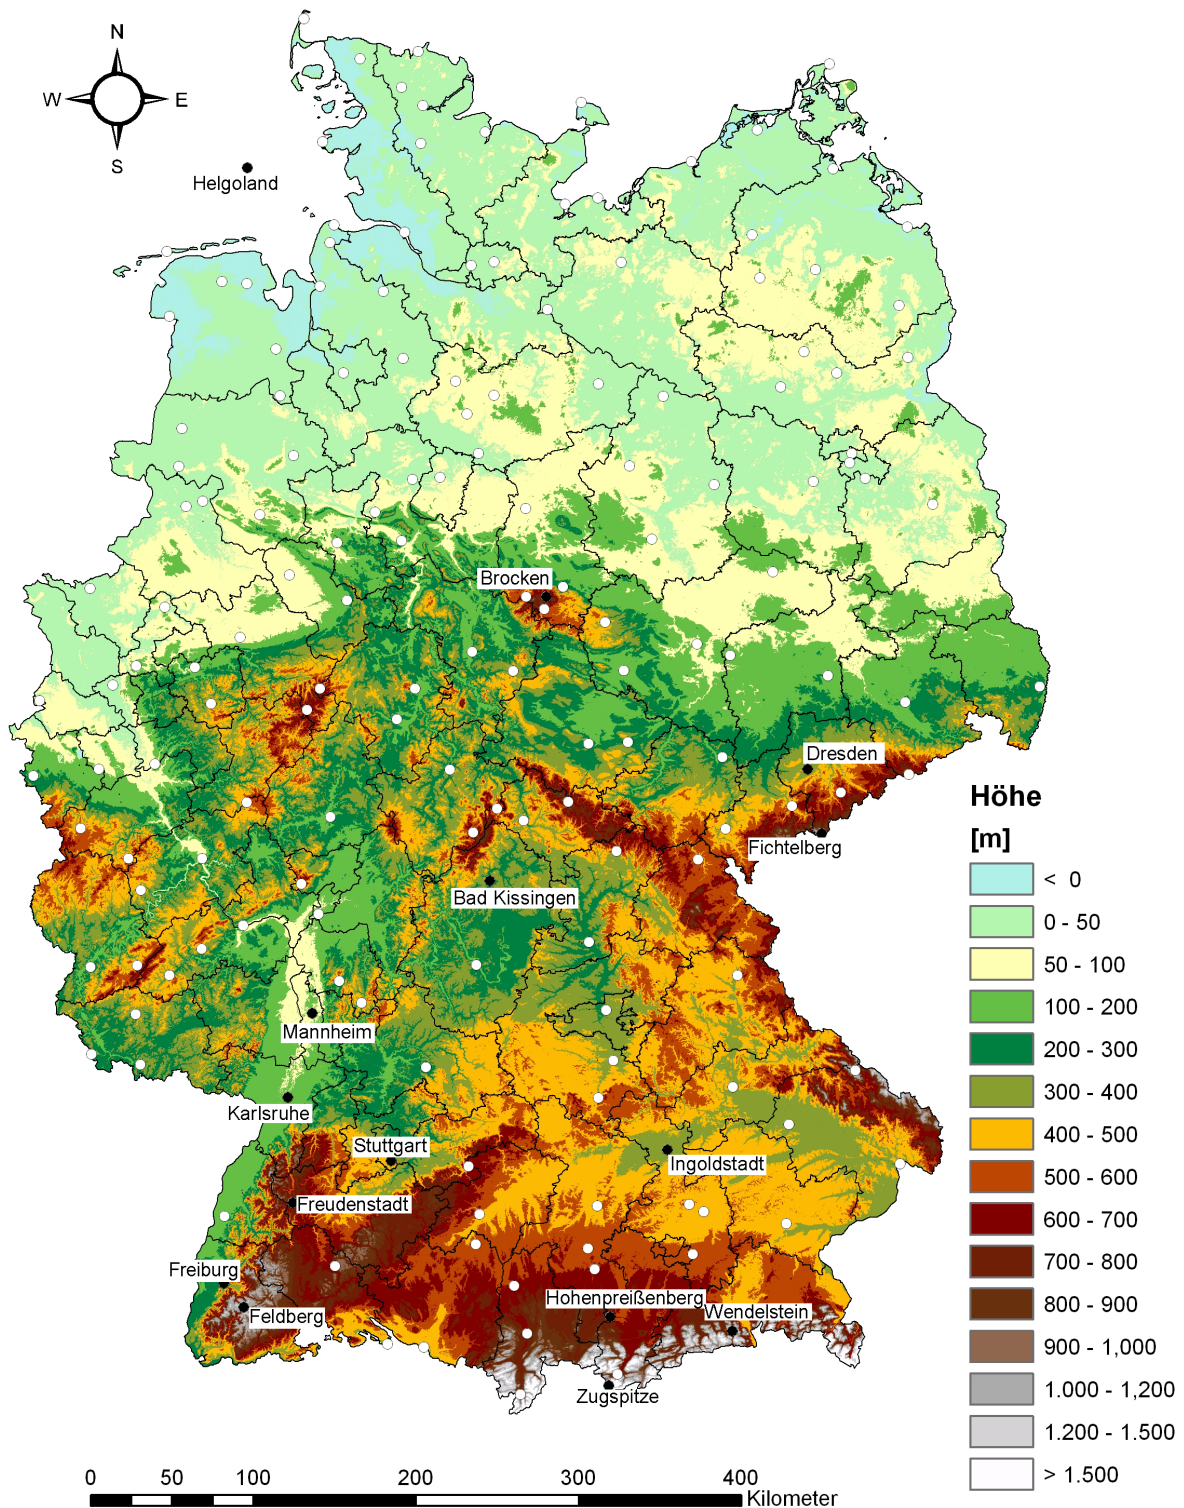 N
W E
S
Helgoland
Brocken
Dresden
Höhe
[m]
Fichtelberg
< 0
Bad Kissingen
0 - 50
50 - 100
100 - 200
Mannheim
200 - 300
300 - 400
Karlsruhe
400 - 500
Stuttgart
Ingoldstadt
500 - 600
Freudenstadt
600 - 700
700 - 800
Freiburg
Hohenpreißenberg
800 - 900
Feldberg
Wendelstein
900 - 1,000
1.000 - 1,200
Zugspitze
1.200 - 1.500
> 1.500
0 50 100 200 300 400
Kilometer